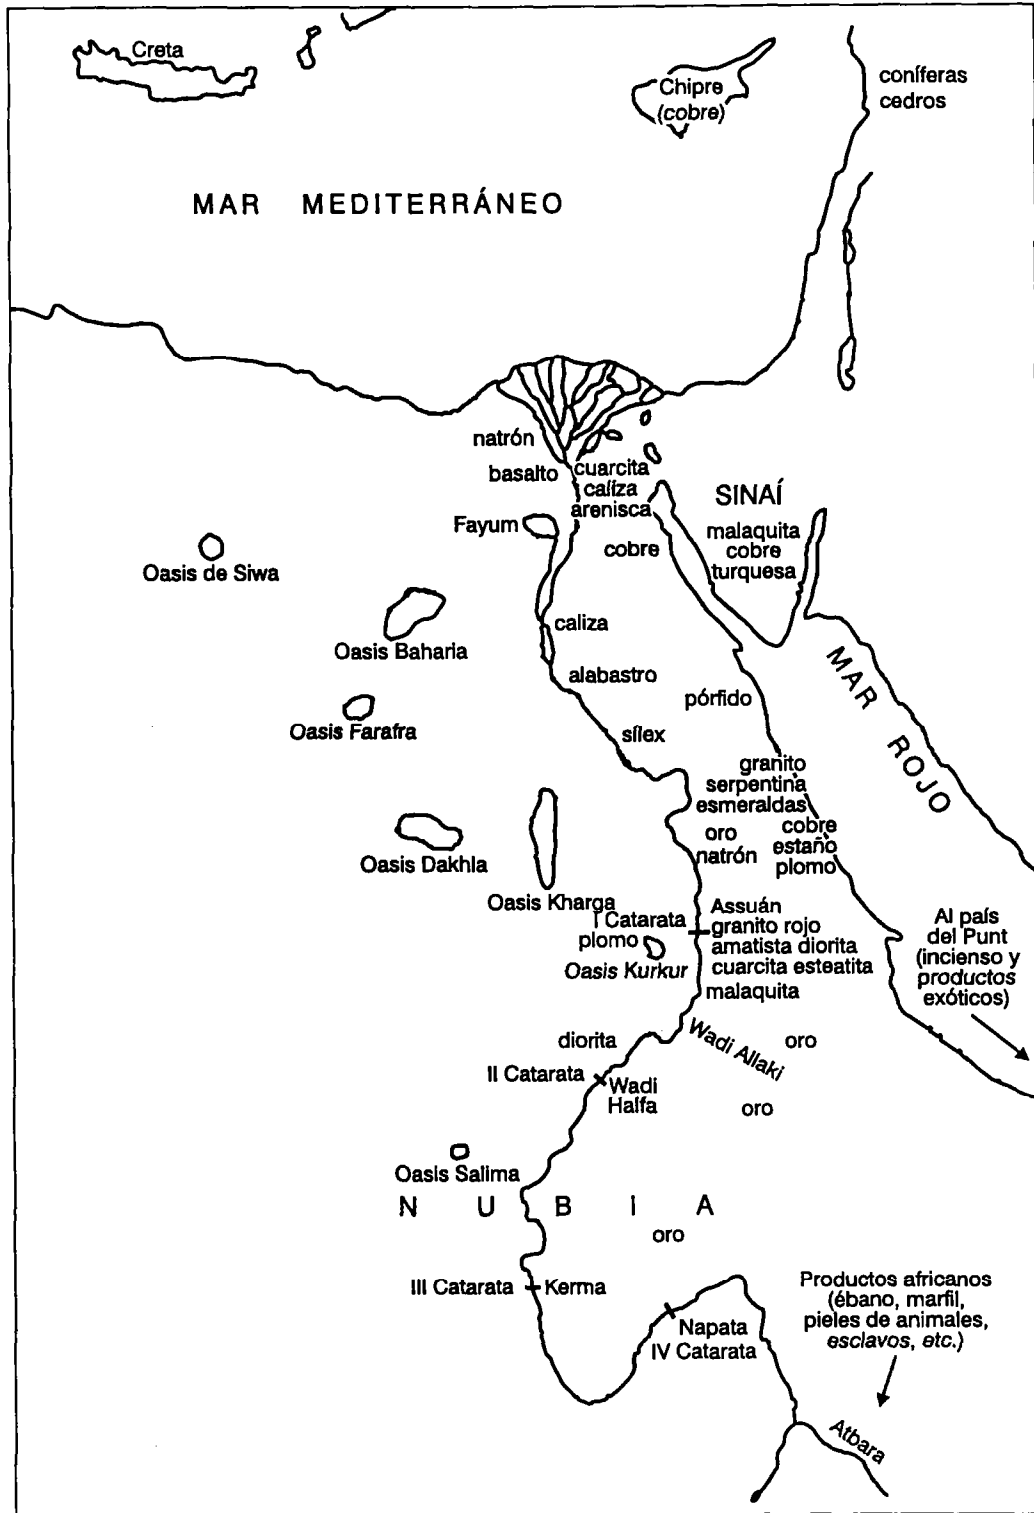 Creta
Chipre
(cobre)
coníferas
cedros
MAR MEDITERRÁNEO
natrón
basalto
cuarcita
caliza
arenisca
SINAÍ
malaquita
cobre
turquesa
Fayum
cobre
Oasis de Siwa
caliza
Oasis Baharia
alabastro
MAR ROJO
pórfido
Oasis Farafra
sílex
granito
serpentina
esmeraldas
oro
natrón
cobre
estaño
plomo
Oasis Dakhla
Oasis Kharga
I Catarata
plomo
Oasis Kurkur
Assuán
granito rojo
amatista diorita
cuarcita esteatita
malaquita
Al país
del Punt
(incienso y
productos
exóticos)
diorita
Wadi Allaki
oro
II Catarata
Wadi
Halfa
oro
Oasis Salima
NUBIA
oro
III Catarata
Kerma
Napata
IV Catarata
Productos africanos
(ébano, marfil,
pieles de animales,
esclavos, etc.)
Atbara